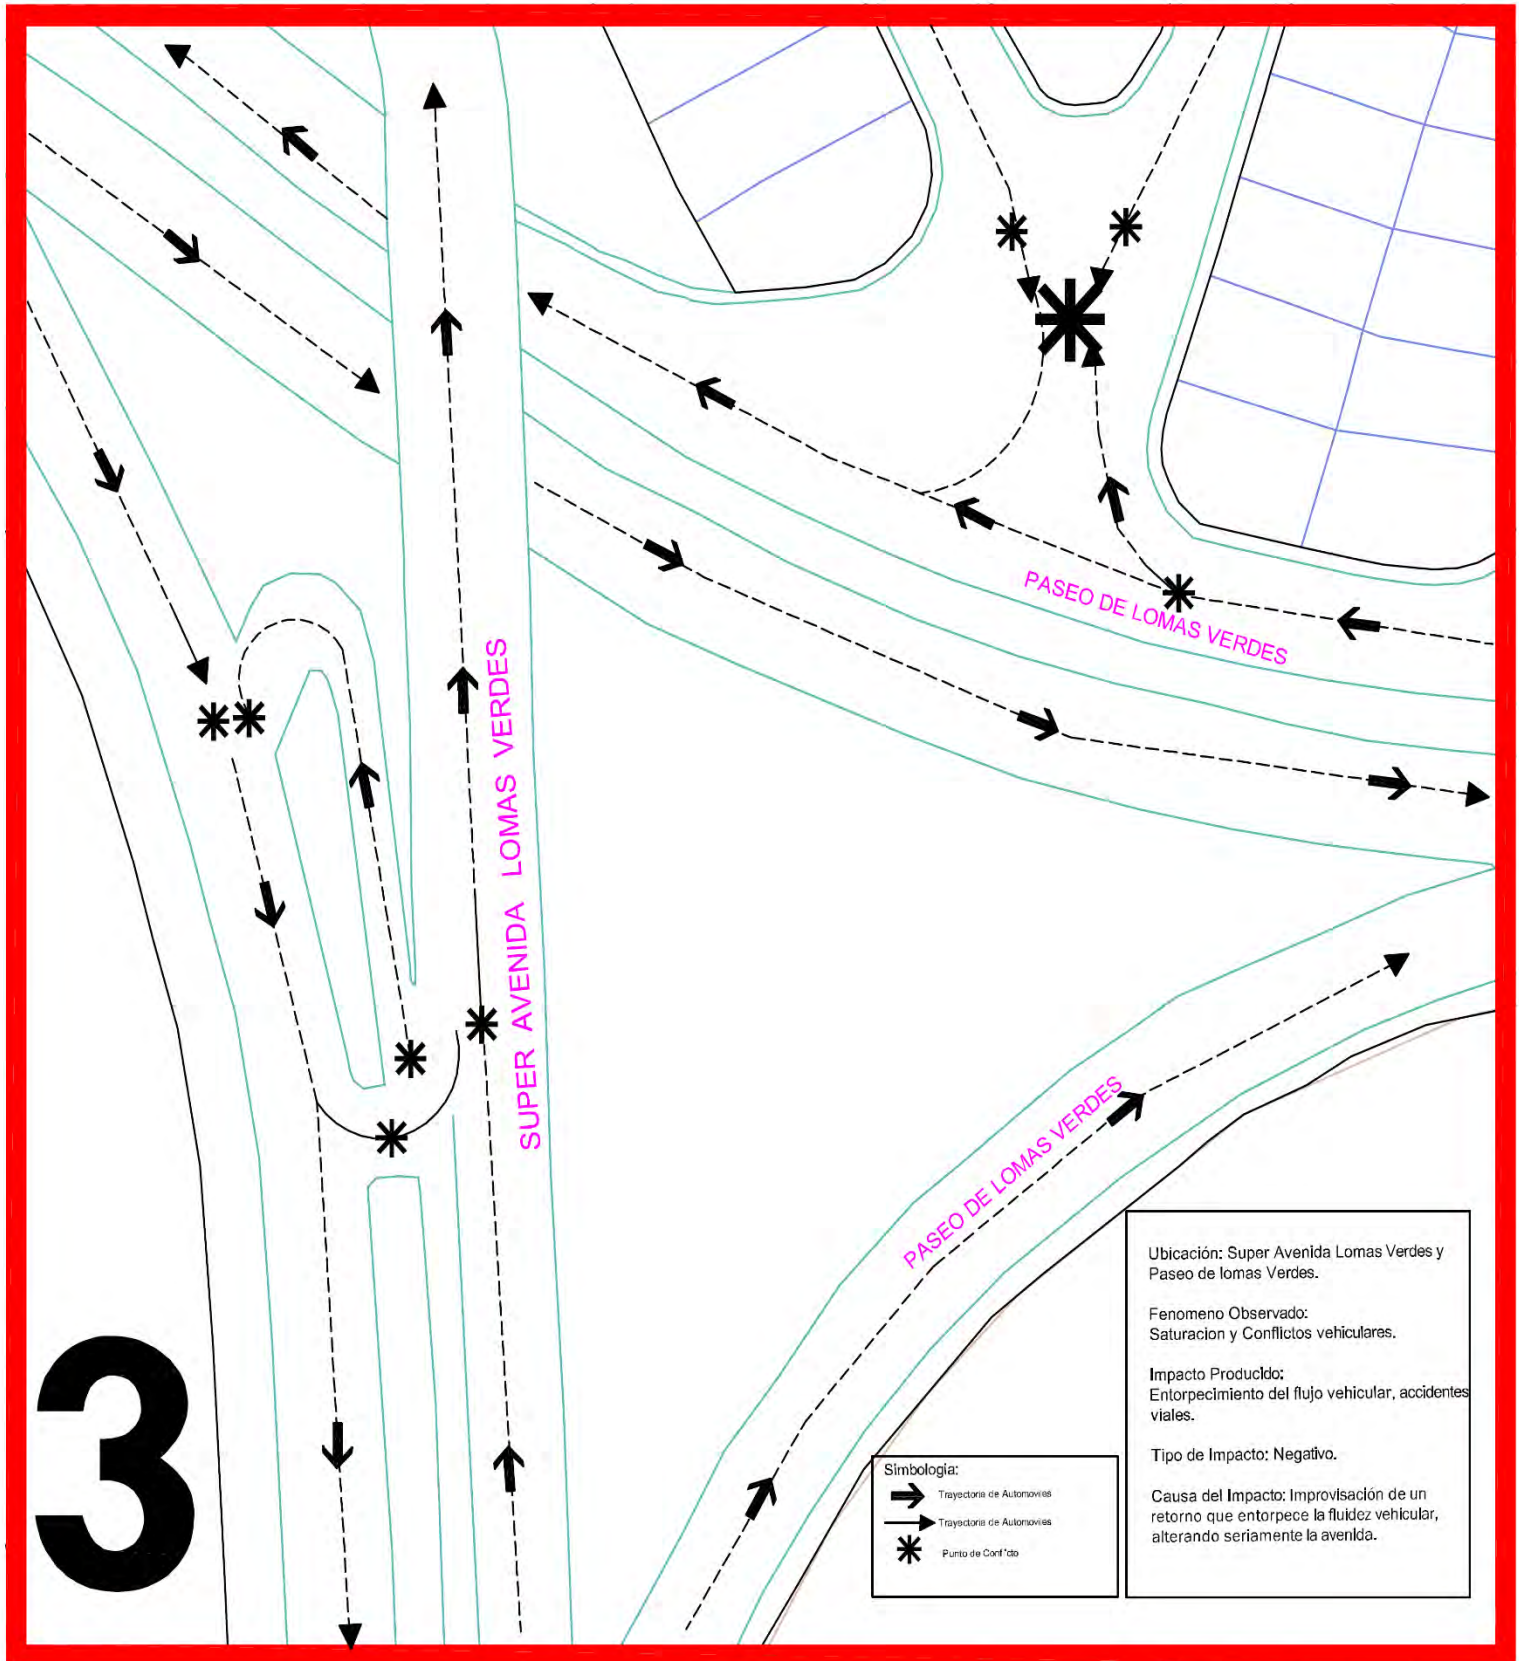 PASEO DE LOMAS VERDES
SUPER AVENIDA LOMAS VERDES
PASEO DE LOMAS VERDES
3
Ubicación: Super Avenida Lomas Verdes y
Paseo de lomas Verdes.
Fenomeno Observado:
Saturacion y Conflictos vehiculares.
Impacto Producido:
Entorpecimiento del flujo vehicular, accidentes
viales.
Tipo de Impacto: Negativo.
Causa del Impacto: Improvisación de un
retorno que entorpece la fluidez vehicular,
alterando seriamente la avenida.
Simbologia:
Trayectoria de Automoviles
Trayectoria de Automoviles
Punto de Conflicto